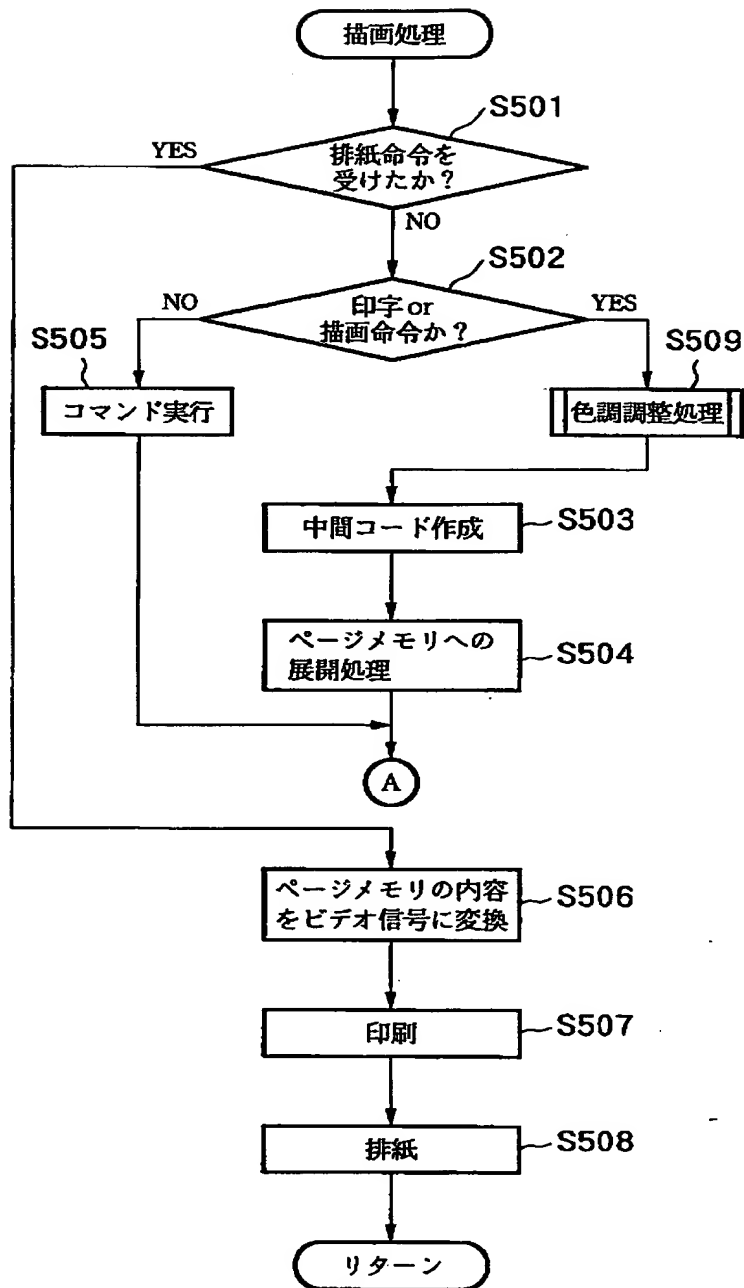 描画処理
S501
YES
排紙命令を
受けたか?
NO
S502
NO
印字or
描画命令か?
YES
S505
S509
コマンド実行
色調調整処理
中間コード作成
S503
ページメモリへの
展開処理
S504
A
ページメモリの内容
をビデオ信号に変換
S506
印刷
S507
排紙
S508
リターン